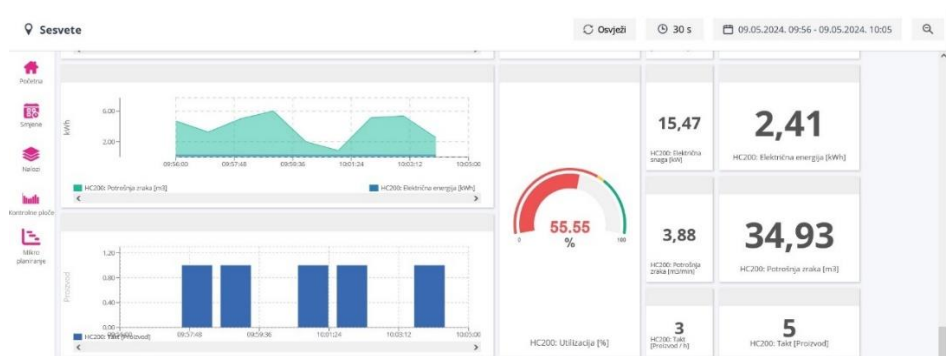 Sesvete
Osvježi
30 s
09.05.2024. 09:56 - 09.05.2024. 10:05
Početna
Smjene
Nalozi
Kontrolne ploče
Mikro
planiranje
kWh
6.00
2.00
09:56:00 09:57:48 09:59:36 10:01:24 10:03:12 10:05:00
HC200: Potrošnja zraka [m3] HC200: Električna energija [kWh]
Proizvod
1.20
0.80
0.40
0.00
09:57:48 09:59:36 10:01:24 10:03:12 10:05:00
HC200: Takt [Proizvod]
55.55
%
0 100
HC200: Utilizacija [%]
15,47
HC200: Električna
snaga [kW]
2,41
HC200: Električna energija [kWh]
3,88
HC200: Potrošnja
zraka [m3/min]
34,93
HC200: Potrošnja zraka [m3]
3
HC200: Takt
[Proizvod / h]
5
HC200: Takt [Proizvod]